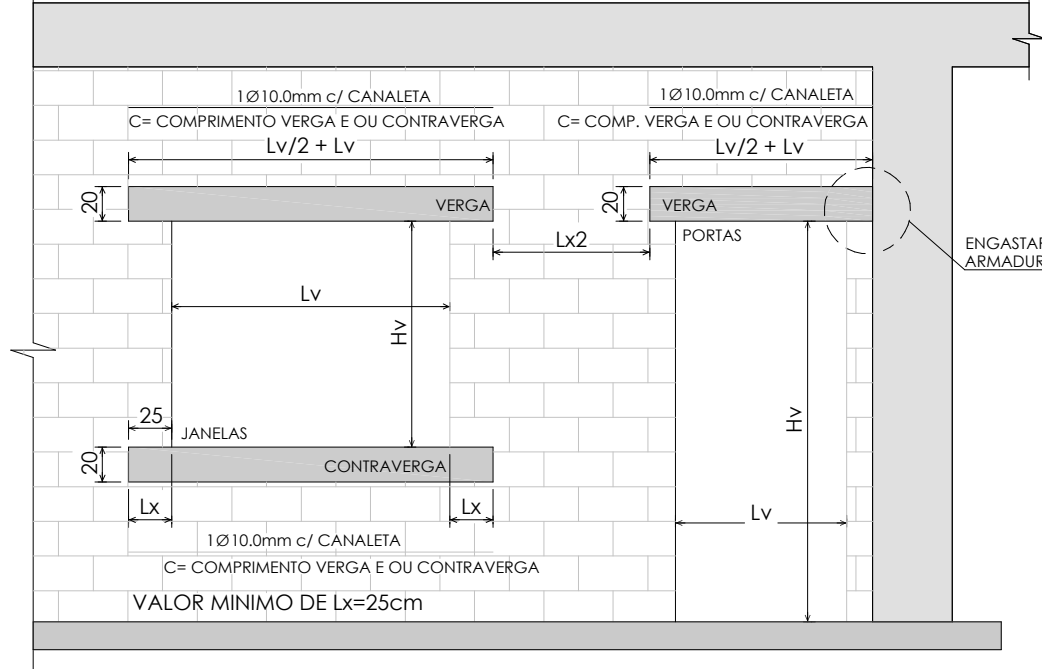 1Ø10.0mm c/ CANALETA
C= COMPRIMENTO VERGA E OU CONTRAVERGA
Lv/2 + Lv
1Ø10.0mm c/ CANALETA
C= COMP. VERGA E OU CONTRAVERGA
Lv/2 + Lv
20
VERGA
20
VERGA
PORTAS
Lx2
ENGASTAR
ARMADUR
Lv
Hv
Hv
25
JANELAS
20
CONTRAVERGA
Lx
Lx
Lv
1Ø10.0mm c/ CANALETA
C= COMPRIMENTO VERGA E OU CONTRAVERGA
VALOR MINIMO DE Lx=25cm